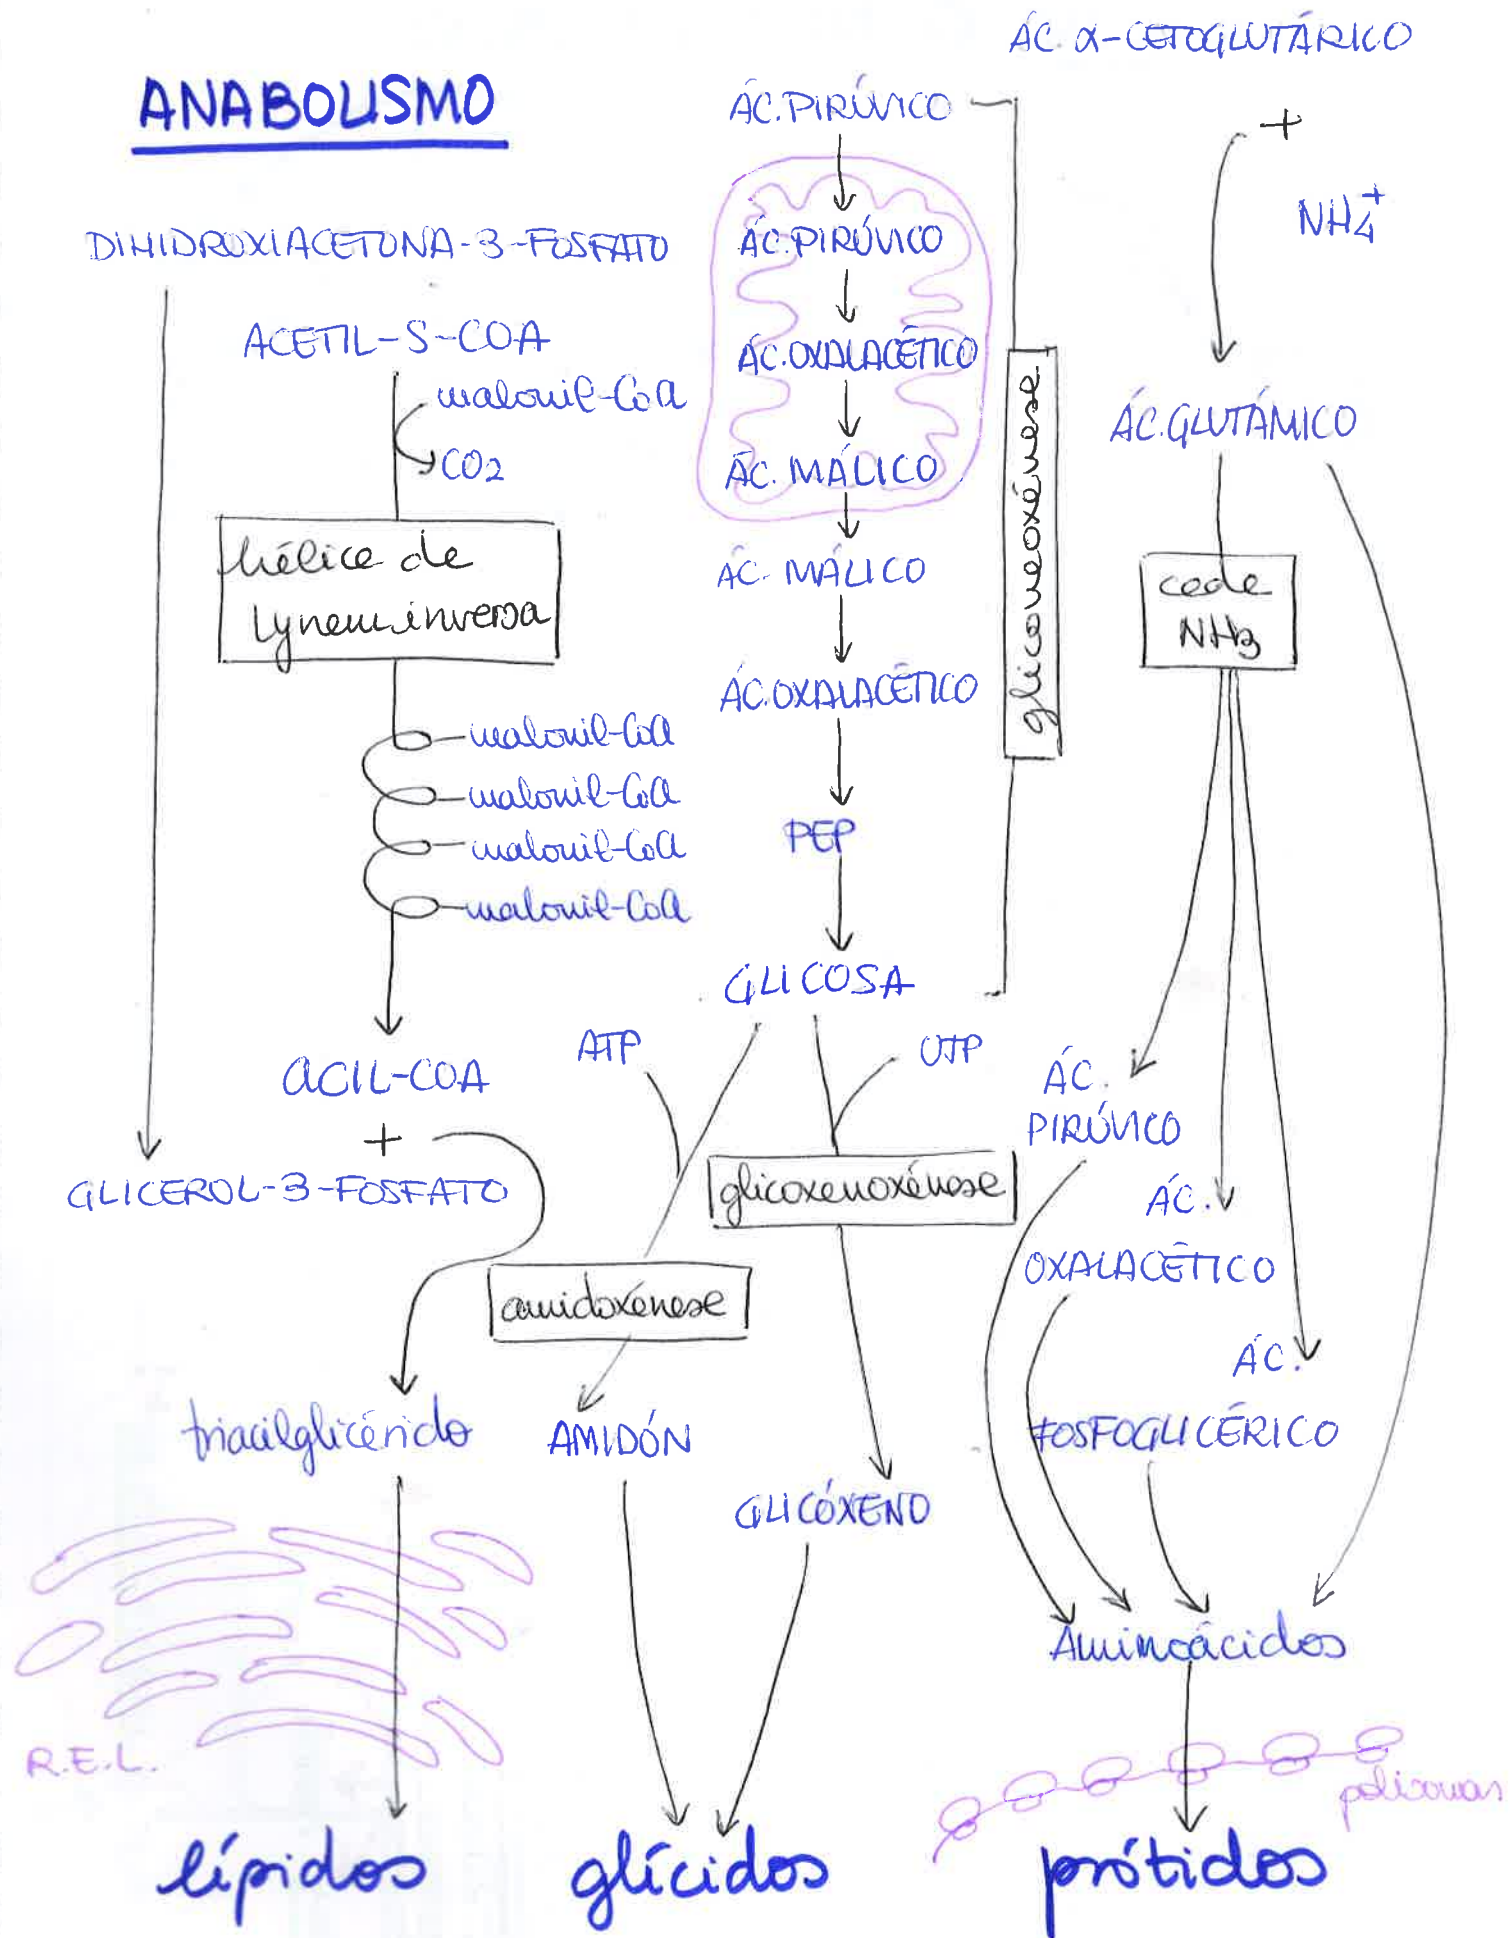 ANABOLISMO
DIHIDROXIACETONA-3-FOSFATO
ACETIL-S-COA
malonil-CoA
CO2
hélice de
Lynen inversa
malonil-CoA
malonil-CoA
malonil-CoA
malonil-CoA
ACIL-COA
+
GLICEROL-3-FOSFATO
triacilglicérido
R.E.L.
lípidos
ÁC. PIRÚVICO
ÁC. PIRÚVICO
ÁC. OXALACÉTICO
ÁC. MÁLICO
ÁC. MÁLICO
ÁC. OXALACÉTICO
PEP
GLICOSA
gliconeoxénese
ATP
UTP
glicoxenoxénese
amidoxénese
AMIDÓN
GLICÓXENO
glícidos
ÁC. α-CETOGLUTÁRICO
+
NH4+
ÁC. GLUTÁMICO
cede
NH3
ÁC.
PIRÚVICO
ÁC.
OXALACÉTICO
ÁC.
FOSFOGLICÉRICO
Aminoácidos
polisomas
prótidos